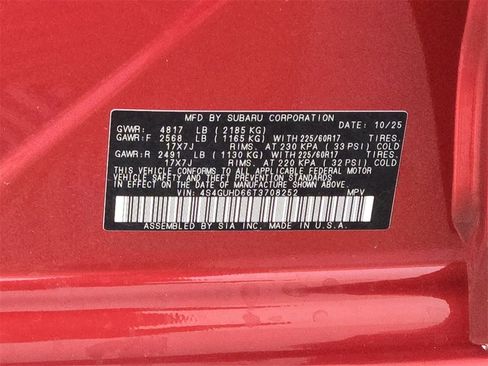 MFD BY SUBARU CORPORATION
GVWR: 4817 LB (2185 KG) DATE: 10/25
GAWR:F 2568 LB (1165 KG) WITH 225/60R17 TIRES.
17X7J RIMS. AT 230 KPA (33 PSI) COLD
GAWR:R 2491 LB (1130 KG) WITH 225/60R17 TIRES.
17X7J RIMS. AT 220 KPA (32 PSI) COLD
THIS VEHICLE CONFORMS TO ALL APPLICABLE FEDERAL MOTOR
VEHICLE SAFETY AND THEFT PREVENTION STANDARDS
IN EFFECT ON THE DATE OF MANUFACTURE SHOWN ABOVE.
VIN: 4S4GUHD66T3708252 MPV
ASSEMBLED BY SIA INT. MADE IN U.S.A.